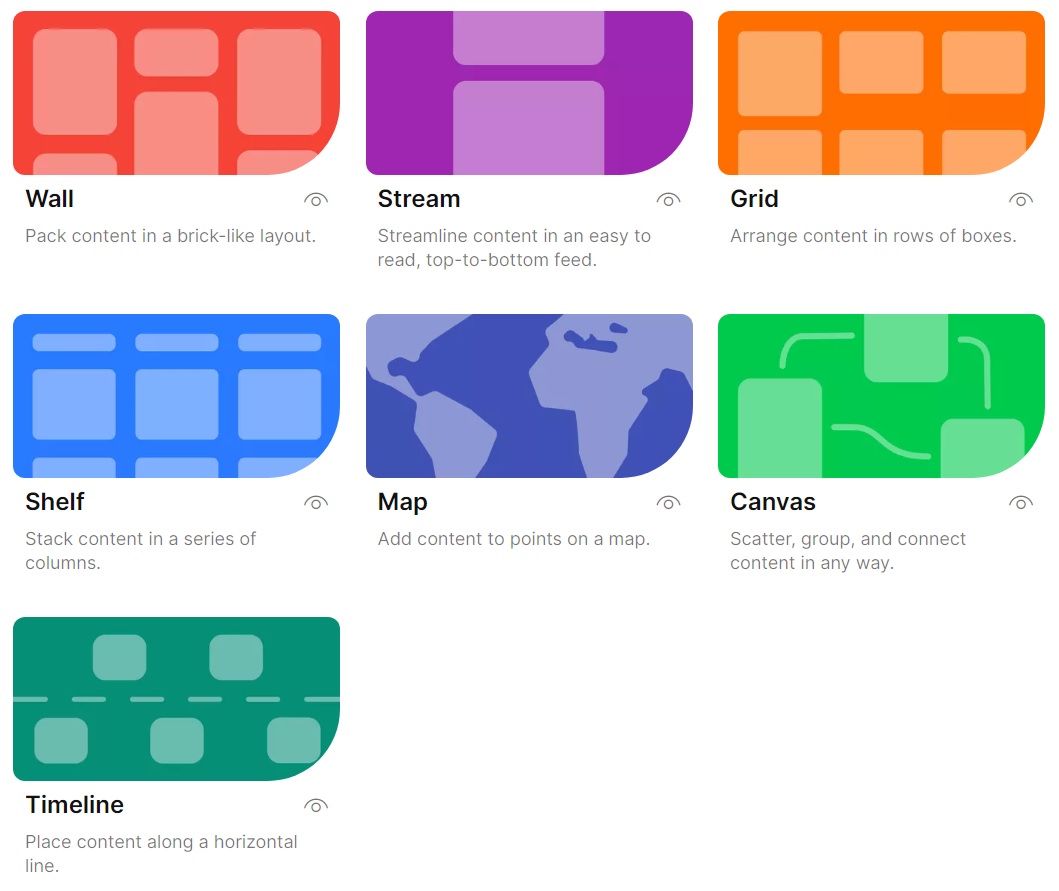 Wall
Pack content in a brick-like layout.
Stream
Streamline content in an easy to
read, top-to-bottom feed.
Grid
Arrange content in rows of boxes.
Shelf
Stack content in a series of
columns.
Map
Add content to points on a map.
Canvas
Scatter, group, and connect
content in any way.
Timeline
Place content along a horizontal
line.